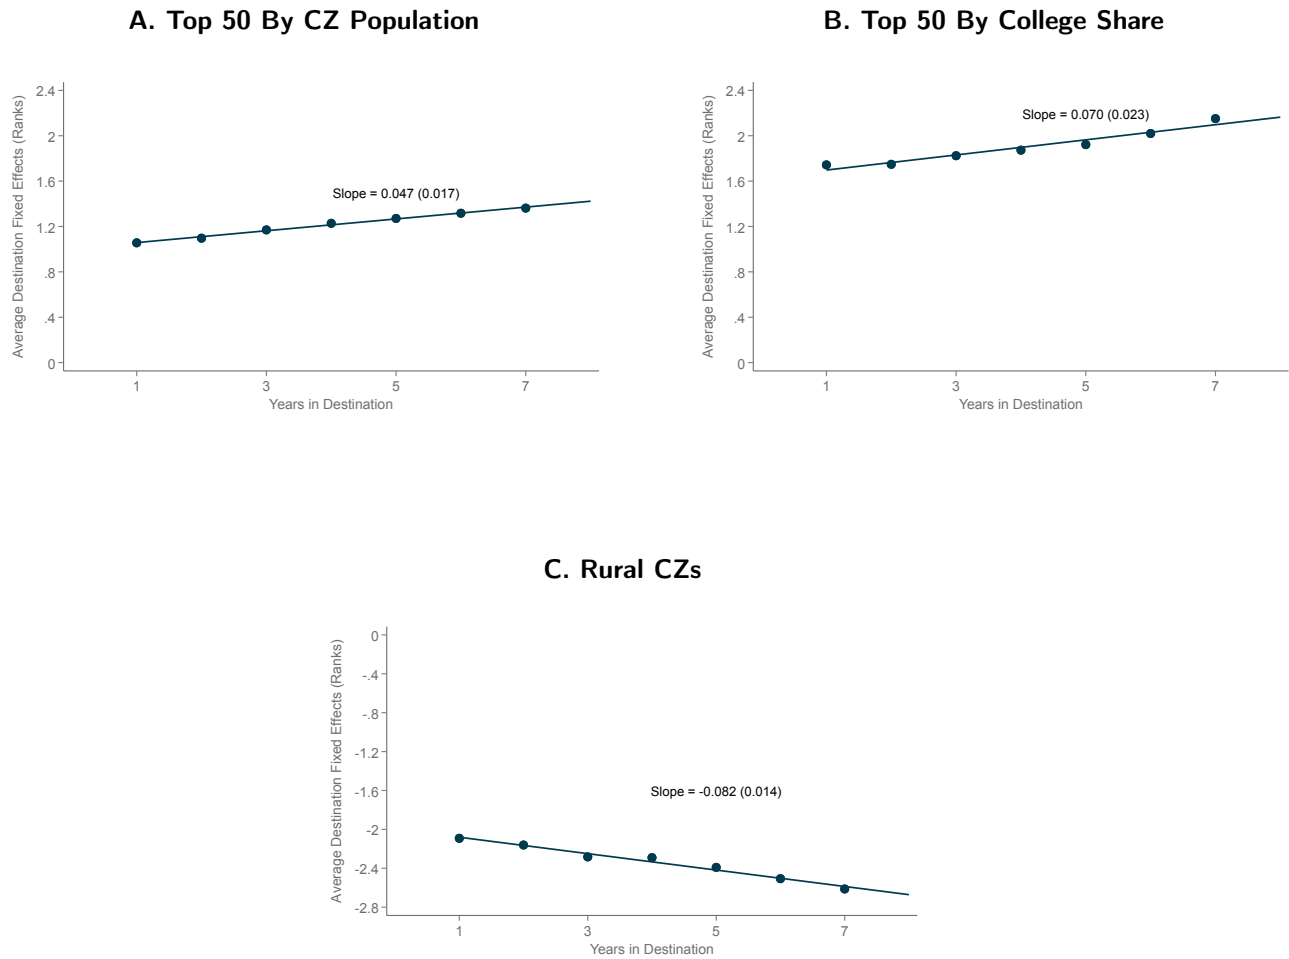 A. Top 50 By CZ Population
Average Destination Fixed Effects (Ranks)
2.4
2
1.6
1.2
.8
.4
0
Slope = 0.047 (0.017)
1 3 5 7
Years in Destination
B. Top 50 By College Share
Average Destination Fixed Effects (Ranks)
2.4
2
1.6
1.2
.8
.4
0
Slope = 0.070 (0.023)
1 3 5 7
Years in Destination
C. Rural CZs
Average Destination Fixed Effects (Ranks)
0
-.4
-.8
-1.2
-1.6
-2
-2.4
-2.8
Slope = -0.082 (0.014)
1 3 5 7
Years in Destination